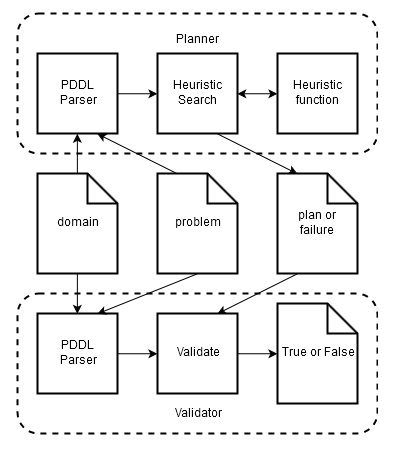 Planner
PDDL
Parser
Heuristic
Search
Heuristic
function
domain
problem
plan or
failure
PDDL
Parser
Validate
True or False
Validator